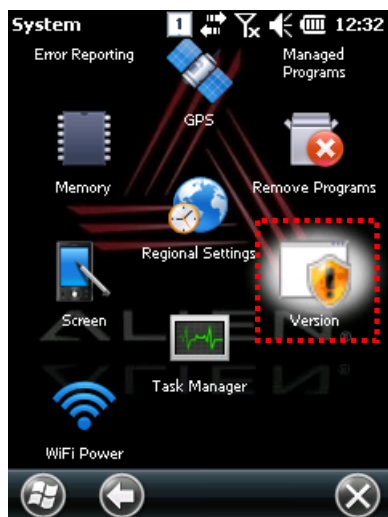 System
1
12:32
Error Reporting
Managed
Programs
GPS
Memory
Remove Programs
Regional Settings
Screen
Version
ALIEN®
Task Manager
WiFi Power